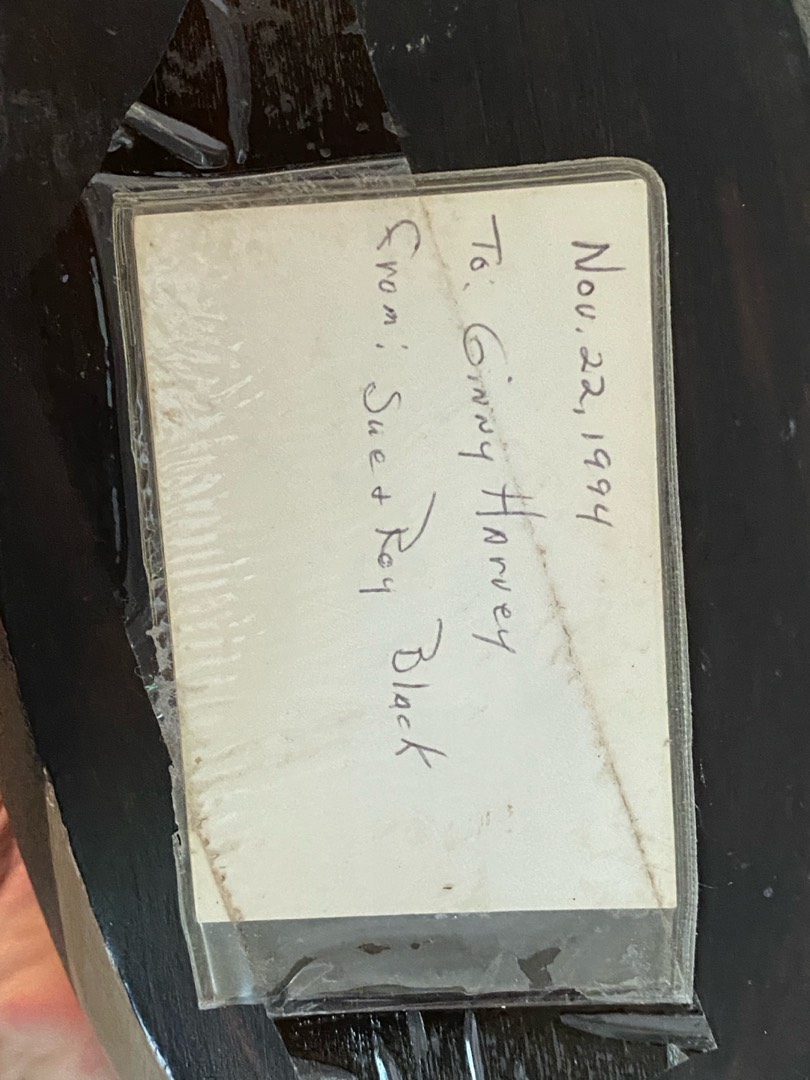 Nov. 22, 1994
To: Ginny Harvey
from: Sue + Roy Black